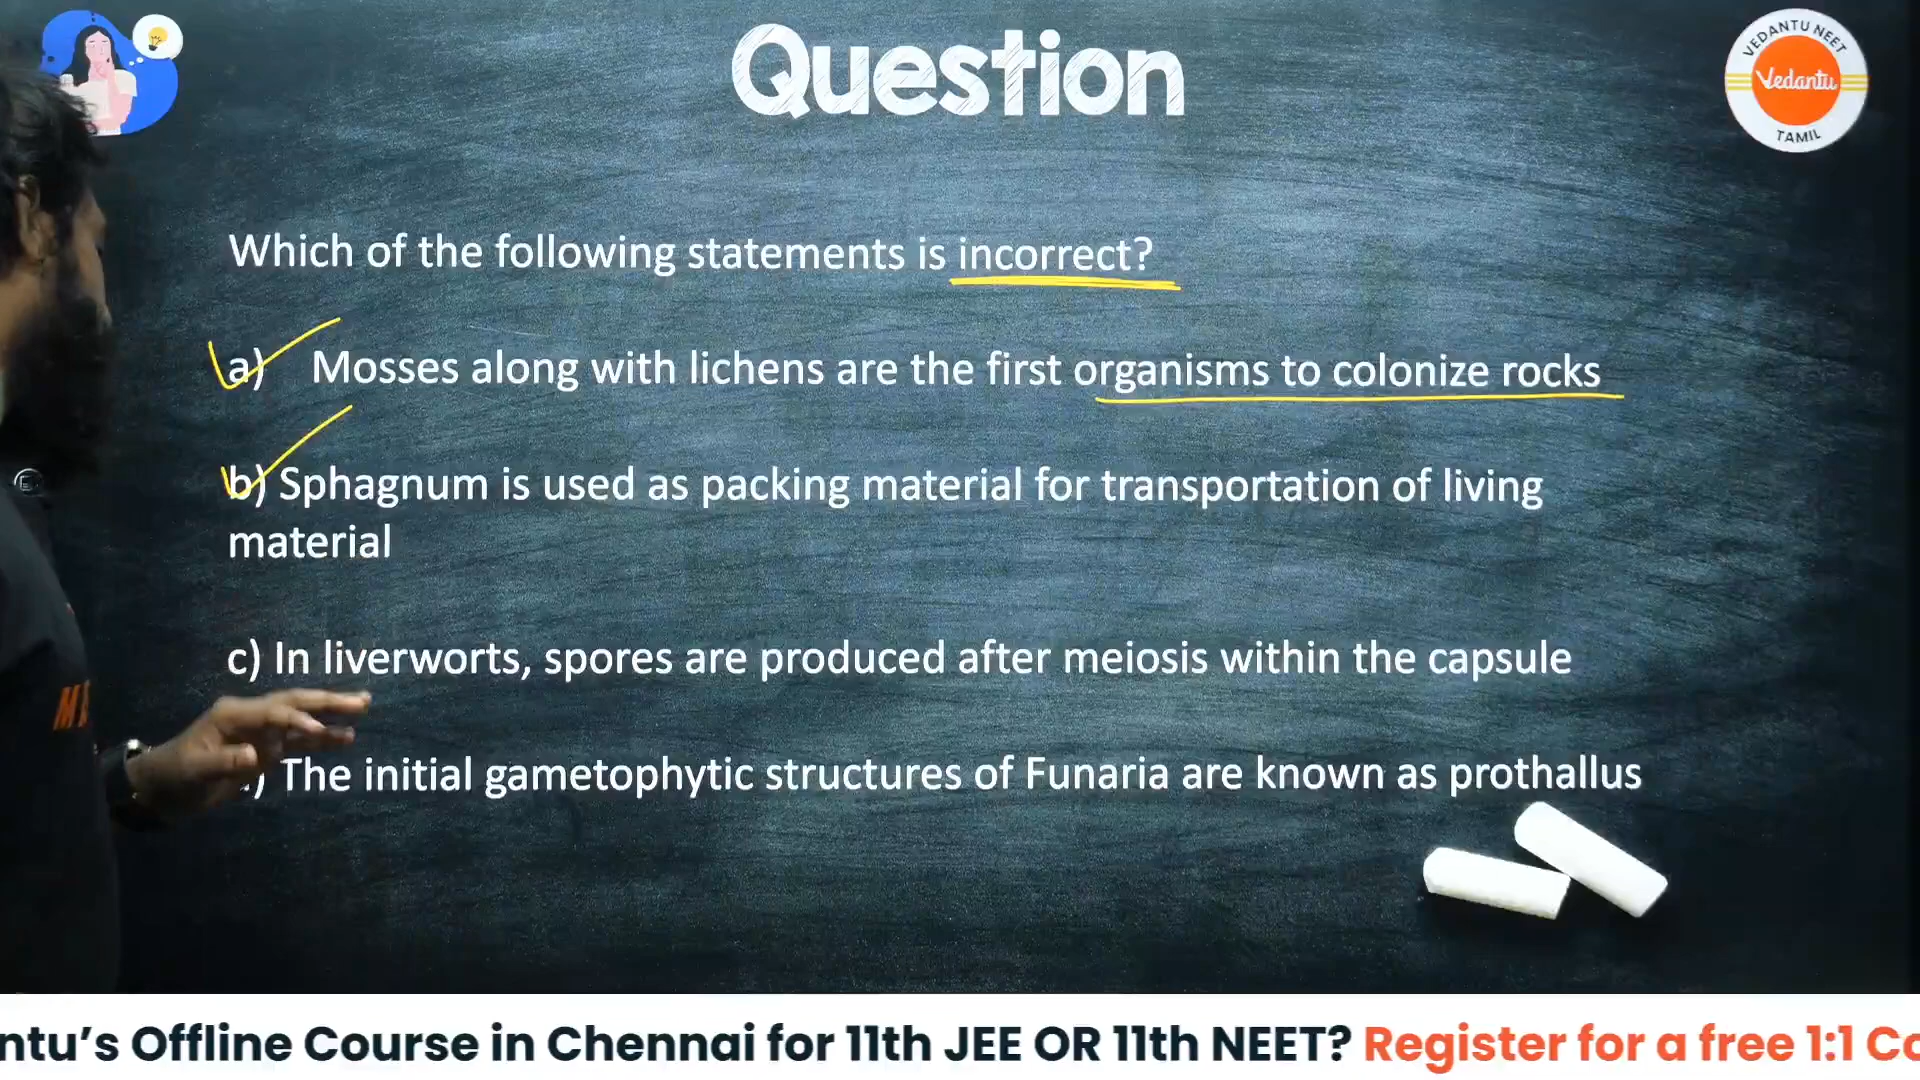 Question
VEDANTU NEET
Vedantu
TAMIL
Which of the following statements is incorrect?
a) Mosses along with lichens are the first organisms to colonize rocks
b) Sphagnum is used as packing material for transportation of living
material
c) In liverworts, spores are produced after meiosis within the capsule
) The initial gametophytic structures of Funaria are known as prothallus
ntu's Offline Course in Chennai for 11th JEE OR 11th NEET? Register for a free 1:1 Co